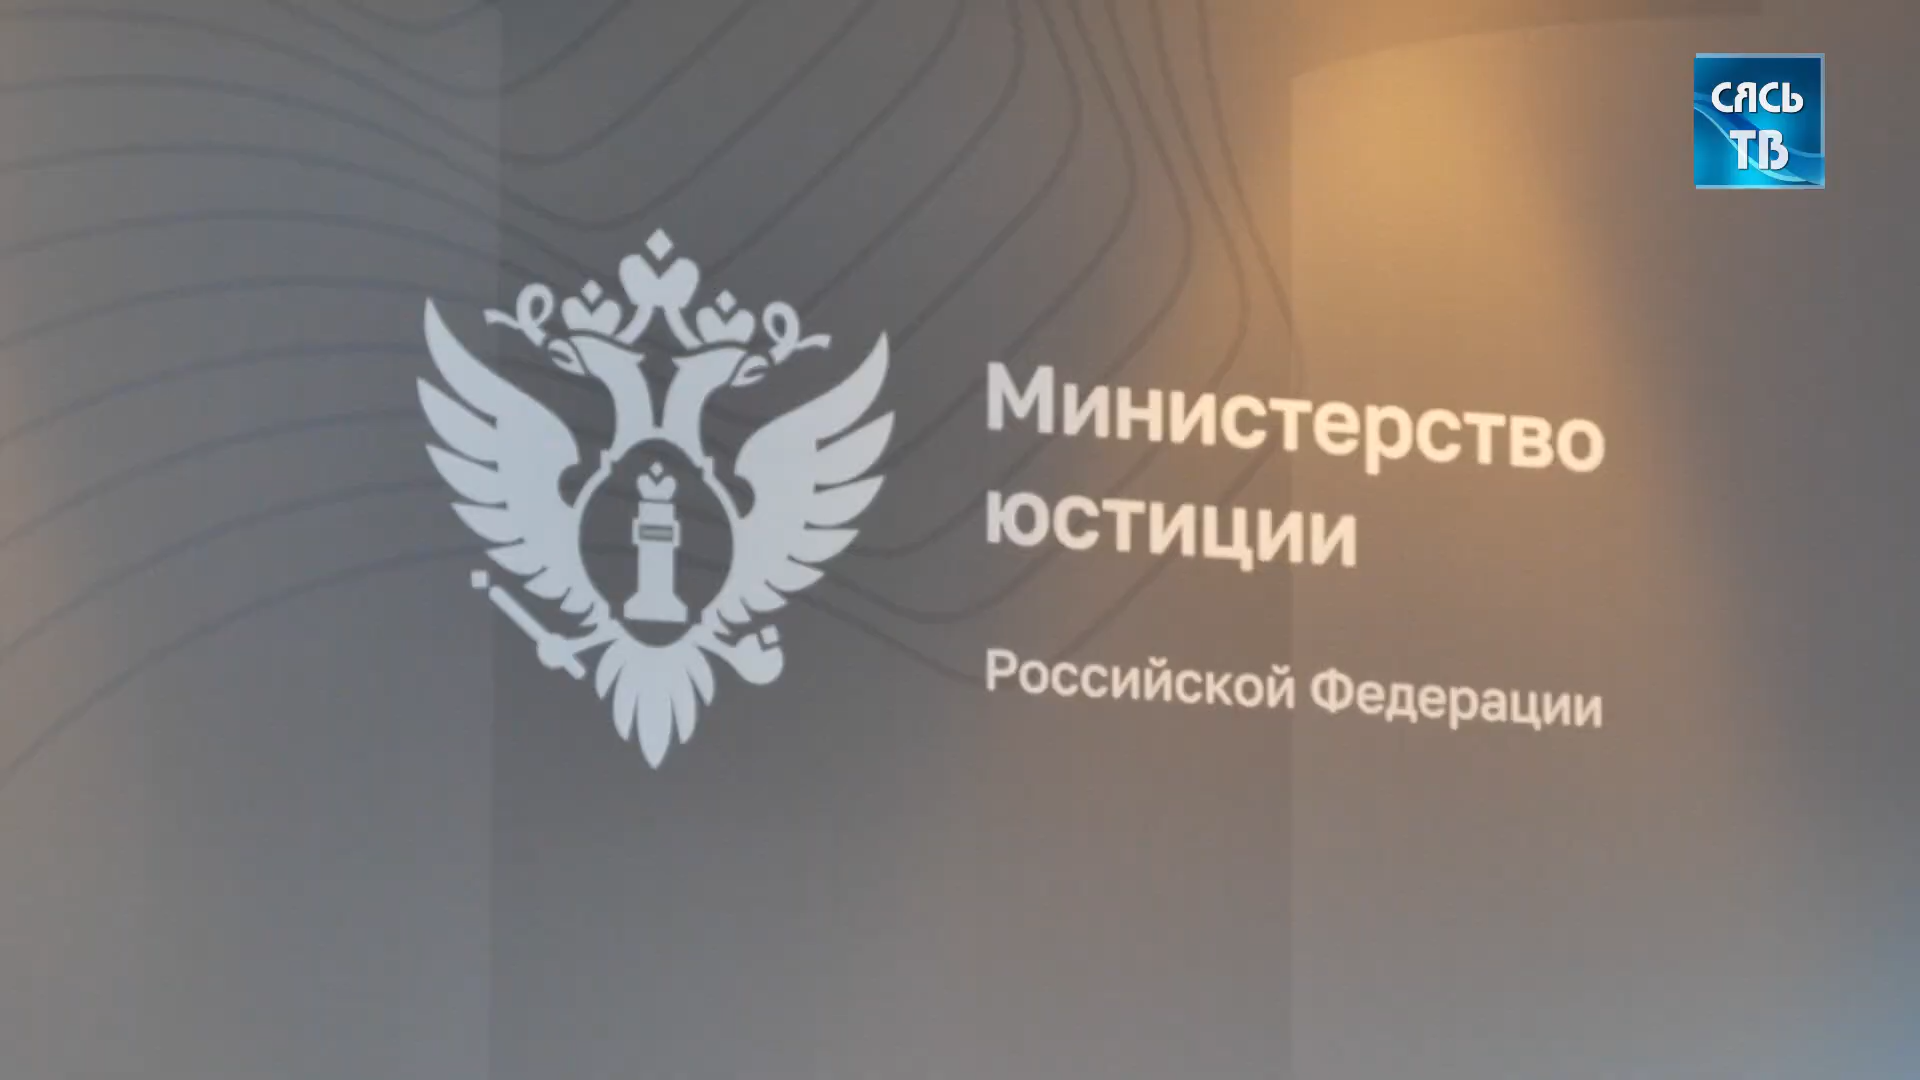 СЯСЬ
ТВ
Министерство
юстиции
Российской Федерации